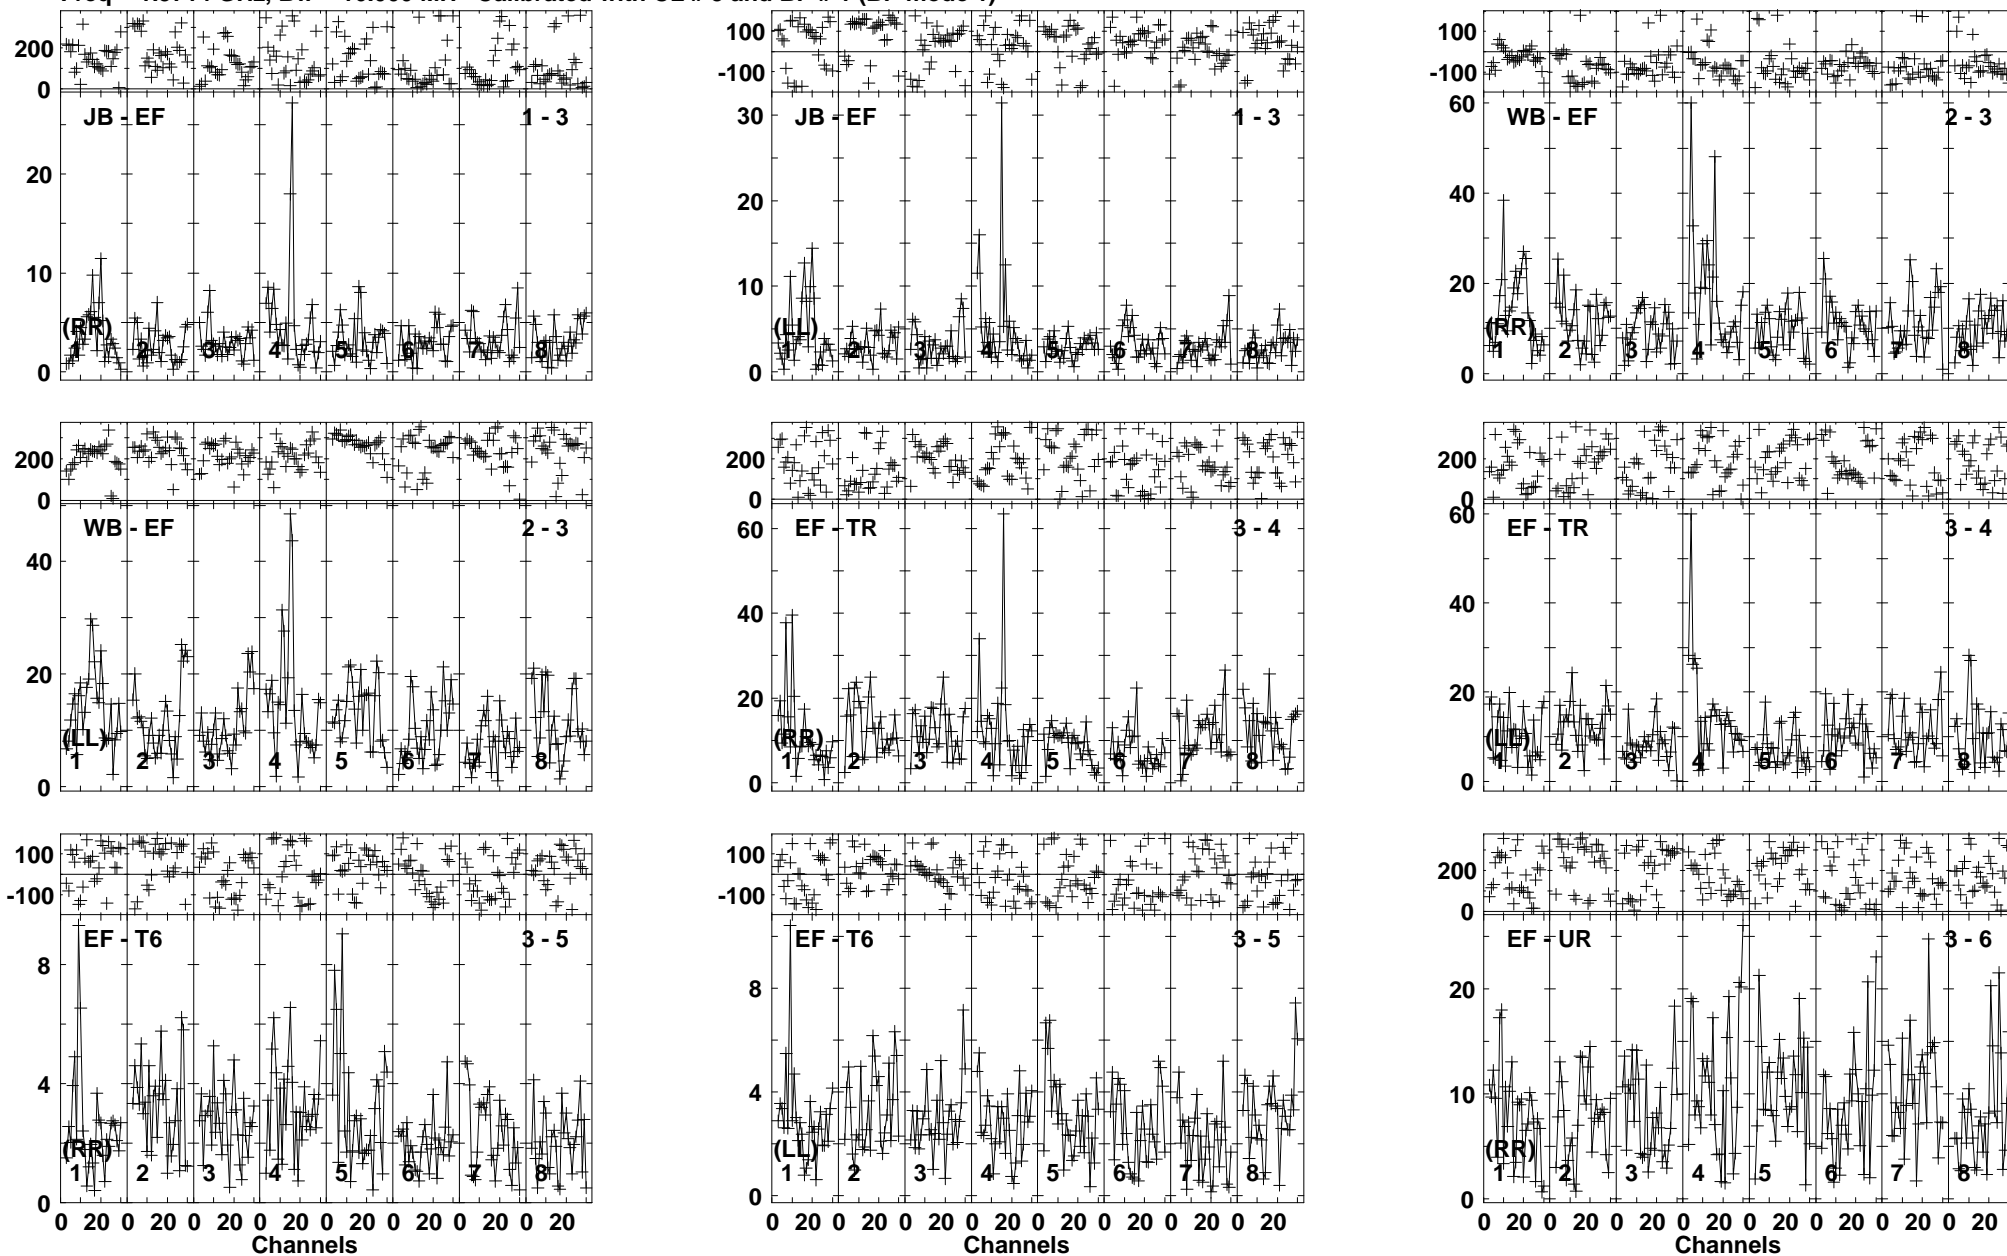 200 0 JB - EF 1 - 3 20 10 0 (RR) 1 2 3 4 5 6 7 8
100 -100 JB - EF 1 - 3 30 20 10 0 (LL) 1 2 3 4 5 6 7 8
100 -100 WB - EF 2 - 3 60 40 20 0 (RR) 1 2 3 4 5 6 7 8
200 0 WB - EF 2 - 3 40 20 0 (LL) 1 2 3 4 5 6 7 8
200 0 EF - TR 3 - 4 60 40 20 0 (RR) 1 2 3 4 5 6 7 8
200 0 EF - TR 3 - 4 60 40 20 0 (LL) 1 2 3 4 5 6 7 8
100 -100 EF - T6 3 - 5 8 4 0 (RR) 1 2 3 4 5 6 7 8
100 -100 EF - T6 3 - 5 8 4 0 (LL) 1 2 3 4 5 6 7 8
200 0 EF - UR 3 - 6 20 10 0 (RR) 1 2 3 4 5 6 7 8
0 20 0 20 0 20 0 20 0 20 0 20 0 20 0 20
Channels
0 20 0 20 0 20 0 20 0 20 0 20 0 20 0 20
Channels
0 20 0 20 0 20 0 20 0 20 0 20 0 20 0 20
Channels